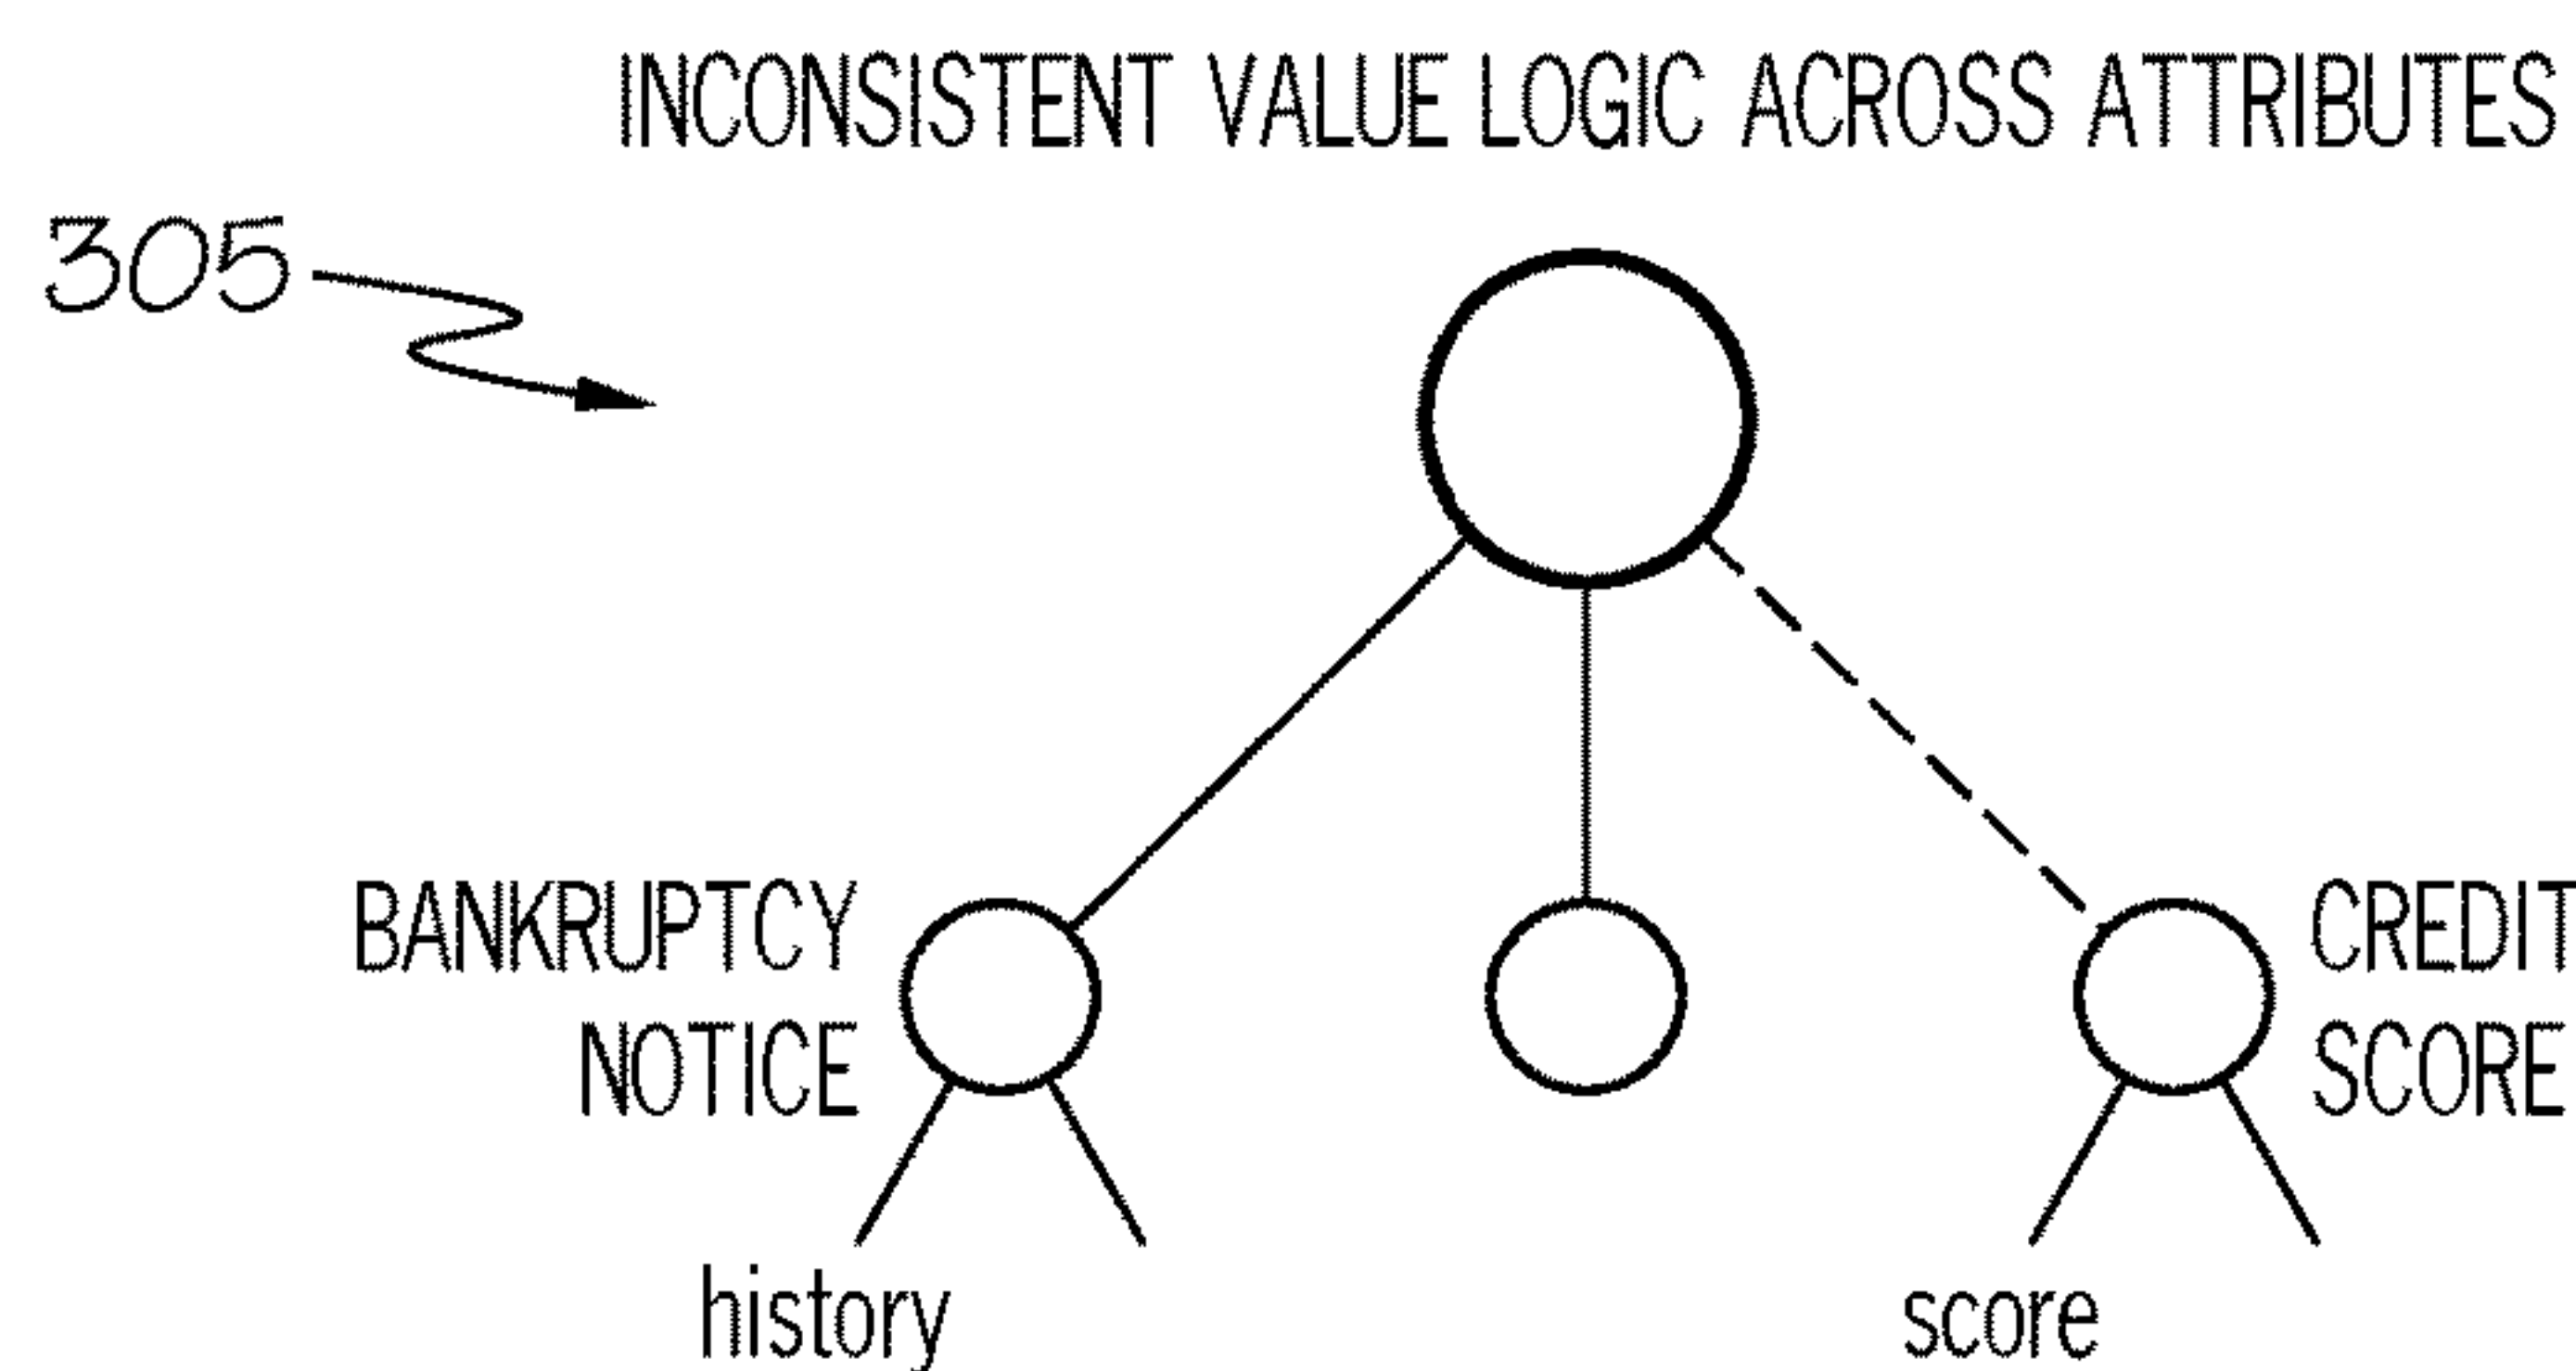 INCONSISTENT VALUE LOGIC ACROSS ATTRIBUTES
305
BANKRUPTCY
NOTICE
CREDIT
SCORE
history
score